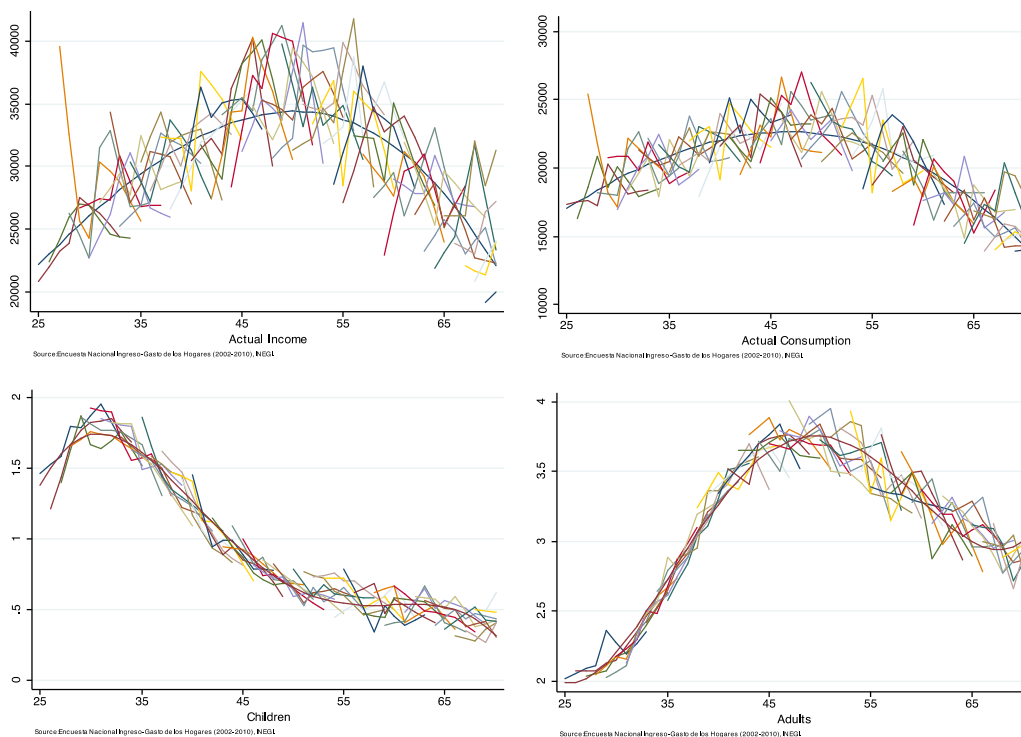 40000
35000
30000
25000
20000
25 35 45 55 65
Actual Income
Source:Encuesta Nacional Ingreso-Gasto de los Hogares (2002-2010), INEGI.
30000
25000
20000
15000
10000
25 35 45 55 65
Actual Consumption
Source:Encuesta Nacional Ingreso-Gasto de los Hogares (2002-2010), INEGI.
2
1.5
1
.5
0
25 35 45 55 65
Children
Source:Encuesta Nacional Ingreso-Gasto de los Hogares (2002-2010), INEGI.
4
3.5
3
2.5
2
25 35 45 55 65
Adults
Source:Encuesta Nacional Ingreso-Gasto de los Hogares (2002-2010), INEGI.